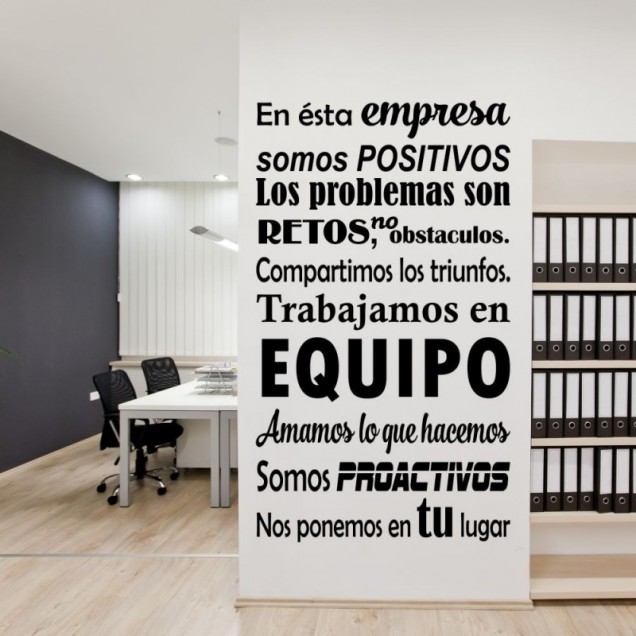 En ésta empresa
somos POSITIVOS
Los problemas son
RETOS, no obstaculos.
Compartimos los triunfos.
Trabajamos en
EQUIPO
Amamos lo que hacemos
Somos PROACTIVOS
Nos ponemos en tu lugar